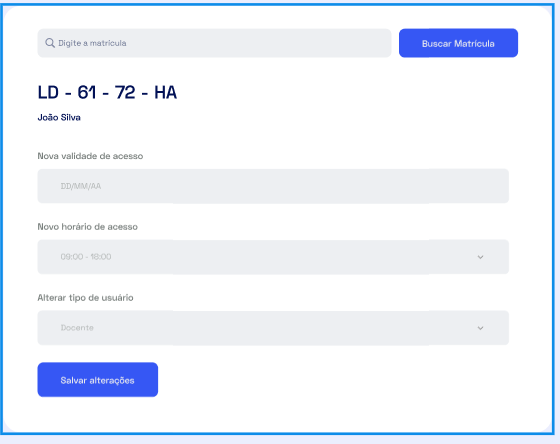 Digite a matrícula
Buscar Matrícula
LD - 61 - 72 - HA
João Silva
Nova validade de acesso
DD/MM/AA
Novo horário de acesso
09:00 - 18:00
Alterar tipo de usuário
Docente
Salvar alterações